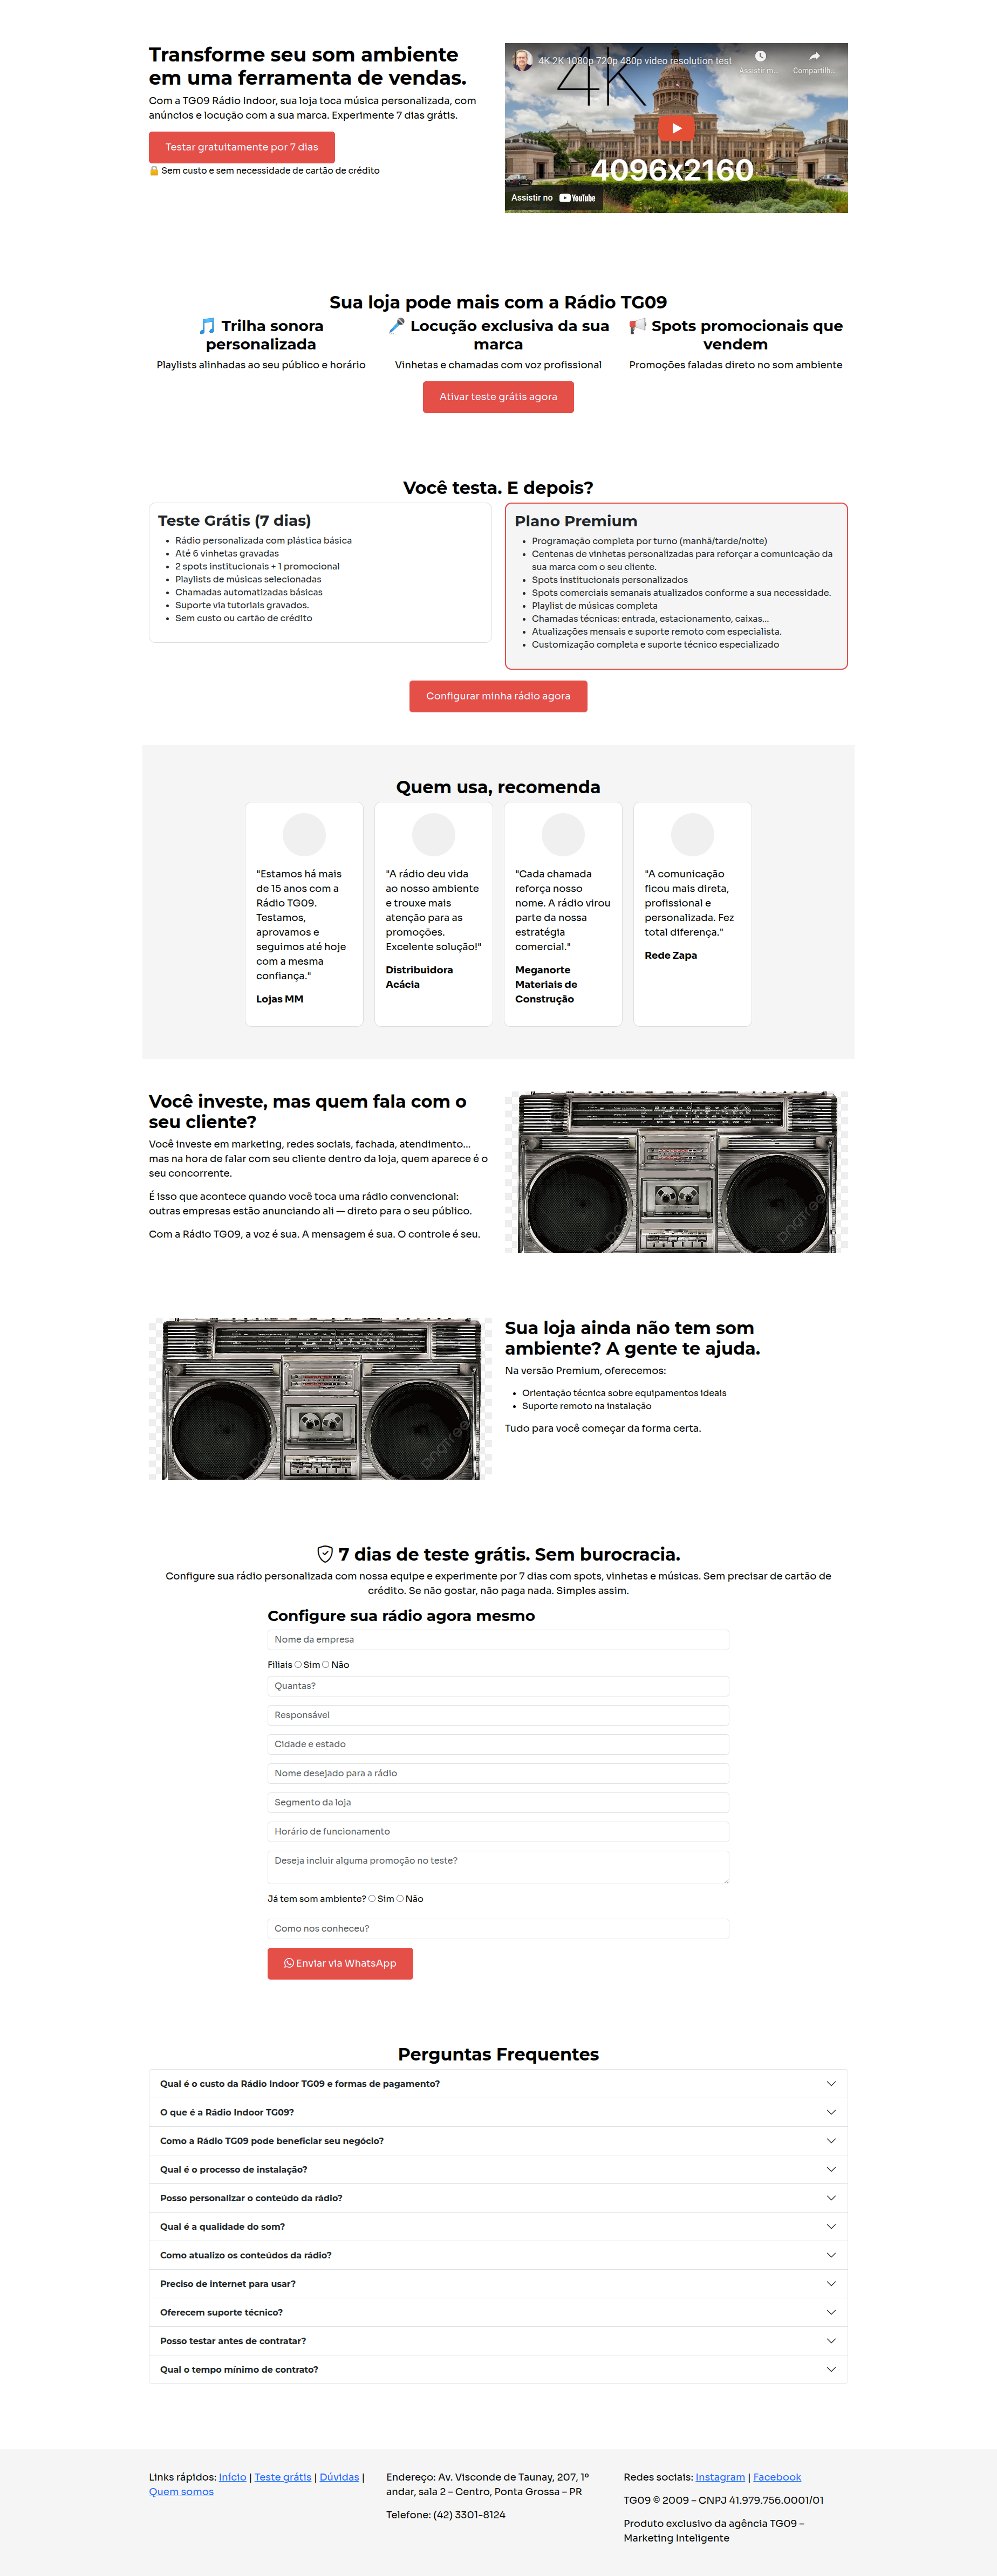 Transforme seu som ambiente
em uma ferramenta de vendas.
Com a TG09 Rádio Indoor, sua loja toca música personalizada, com
anúncios e locução com a sua marca. Experimente 7 dias grátis.
Testar gratuitamente por 7 dias
🔒 Sem custo e sem necessidade de cartão de crédito
4K 2K 1080p 720p 480p video resolution test
Assistir m...
Compartilh...
4K
4096x2160
Assistir no YouTube
Sua loja pode mais com a Rádio TG09
🎵 Trilha sonora
personalizada
Playlists alinhadas ao seu público e horário
🎤 Locução exclusiva da sua
marca
Vinhetas e chamadas com voz profissional
📢 Spots promocionais que
vendem
Promoções faladas direto no som ambiente
Ativar teste grátis agora
Você testa. E depois?
Teste Grátis (7 dias)
• Rádio personalizada com plástica básica
• Até 6 vinhetas gravadas
• 2 spots institucionais + 1 promocional
• Playlists de músicas selecionadas
• Chamadas automatizadas básicas
• Suporte via tutoriais gravados.
• Sem custo ou cartão de crédito
Plano Premium
• Programação completa por turno (manhã/tarde/noite)
• Centenas de vinhetas personalizadas para reforçar a comunicação da
sua marca com o seu cliente.
• Spots institucionais personalizados
• Spots comerciais semanais atualizados conforme a sua necessidade.
• Playlist de músicas completa
• Chamadas técnicas: entrada, estacionamento, caixas...
• Atualizações mensais e suporte remoto com especialista.
• Customização completa e suporte técnico especializado
Configurar minha rádio agora
Quem usa, recomenda
"Estamos há mais
de 15 anos com a
Rádio TG09.
Testamos,
aprovamos e
seguimos até hoje
com a mesma
confiança."
Lojas MM
"A rádio deu vida
ao nosso ambiente
e trouxe mais
atenção para as
promoções.
Excelente solução!"
Distribuidora
Acácia
"Cada chamada
reforça nosso
nome. A rádio virou
parte da nossa
estratégia
comercial."
Meganorte
Materiais de
Construção
"A comunicação
ficou mais direta,
profissional e
personalizada. Fez
total diferença."
Rede Zapa
Você investe, mas quem fala com o
seu cliente?
Você investe em marketing, redes sociais, fachada, atendimento...
mas na hora de falar com seu cliente dentro da loja, quem aparece é o
seu concorrente.
É isso que acontece quando você toca uma rádio convencional:
outras empresas estão anunciando ali — direto para o seu público.
Com a Rádio TG09, a voz é sua. A mensagem é sua. O controle é seu.
pngtree
pngtree
pngtree
Sua loja ainda não tem som
ambiente? A gente te ajuda.
Na versão Premium, oferecemos:
• Orientação técnica sobre equipamentos ideais
• Suporte remoto na instalação
Tudo para você começar da forma certa.
7 dias de teste grátis. Sem burocracia.
Configure sua rádio personalizada com nossa equipe e experimente por 7 dias com spots, vinhetas e músicas. Sem precisar de cartão de
crédito. Se não gostar, não paga nada. Simples assim.
Configure sua rádio agora mesmo
Nome da empresa
Filiais Sim Não
Quantas?
Responsável
Cidade e estado
Nome desejado para a rádio
Segmento da loja
Horário de funcionamento
Deseja incluir alguma promoção no teste?
Já tem som ambiente? Sim Não
Como nos conheceu?
Enviar via WhatsApp
Perguntas Frequentes
Qual é o custo da Rádio Indoor TG09 e formas de pagamento?
O que é a Rádio Indoor TG09?
Como a Rádio TG09 pode beneficiar seu negócio?
Qual é o processo de instalação?
Posso personalizar o conteúdo da rádio?
Qual é a qualidade do som?
Como atualizo os conteúdos da rádio?
Preciso de internet para usar?
Oferecem suporte técnico?
Posso testar antes de contratar?
Qual o tempo mínimo de contrato?
Links rápidos: Início | Teste grátis | Dúvidas |
Quem somos
Endereço: Av. Visconde de Taunay, 207, 1º
andar, sala 2 – Centro, Ponta Grossa – PR
Telefone: (42) 3301-8124
Redes sociais: Instagram | Facebook
TG09 © 2009 – CNPJ 41.979.756.0001/01
Produto exclusivo da agência TG09 –
Marketing Inteligente